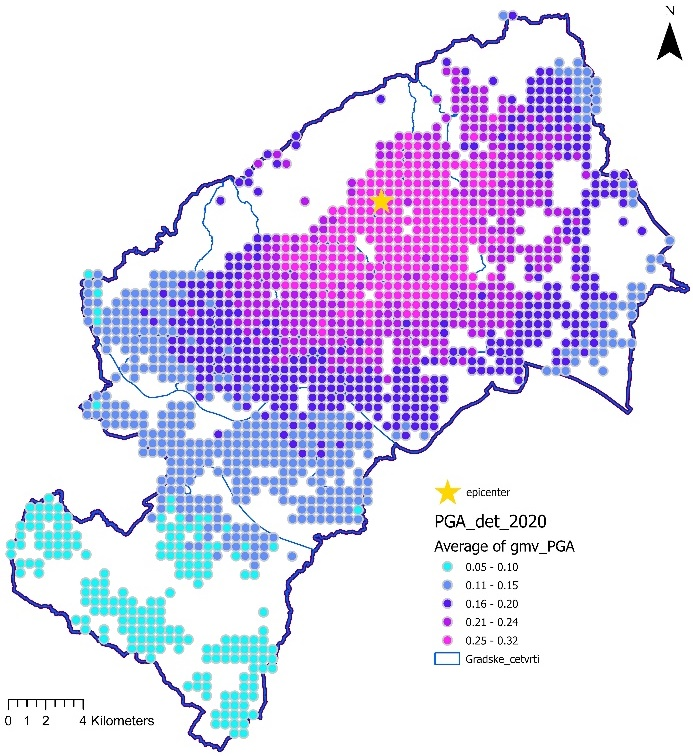 N
epicenter
PGA_det_2020
Average of gmv_PGA
0.05 - 0.10
0.11 - 0.15
0.16 - 0.20
0.21 - 0.24
0.25 - 0.32
Gradske_cetvrti
0 1 2 4 Kilometers